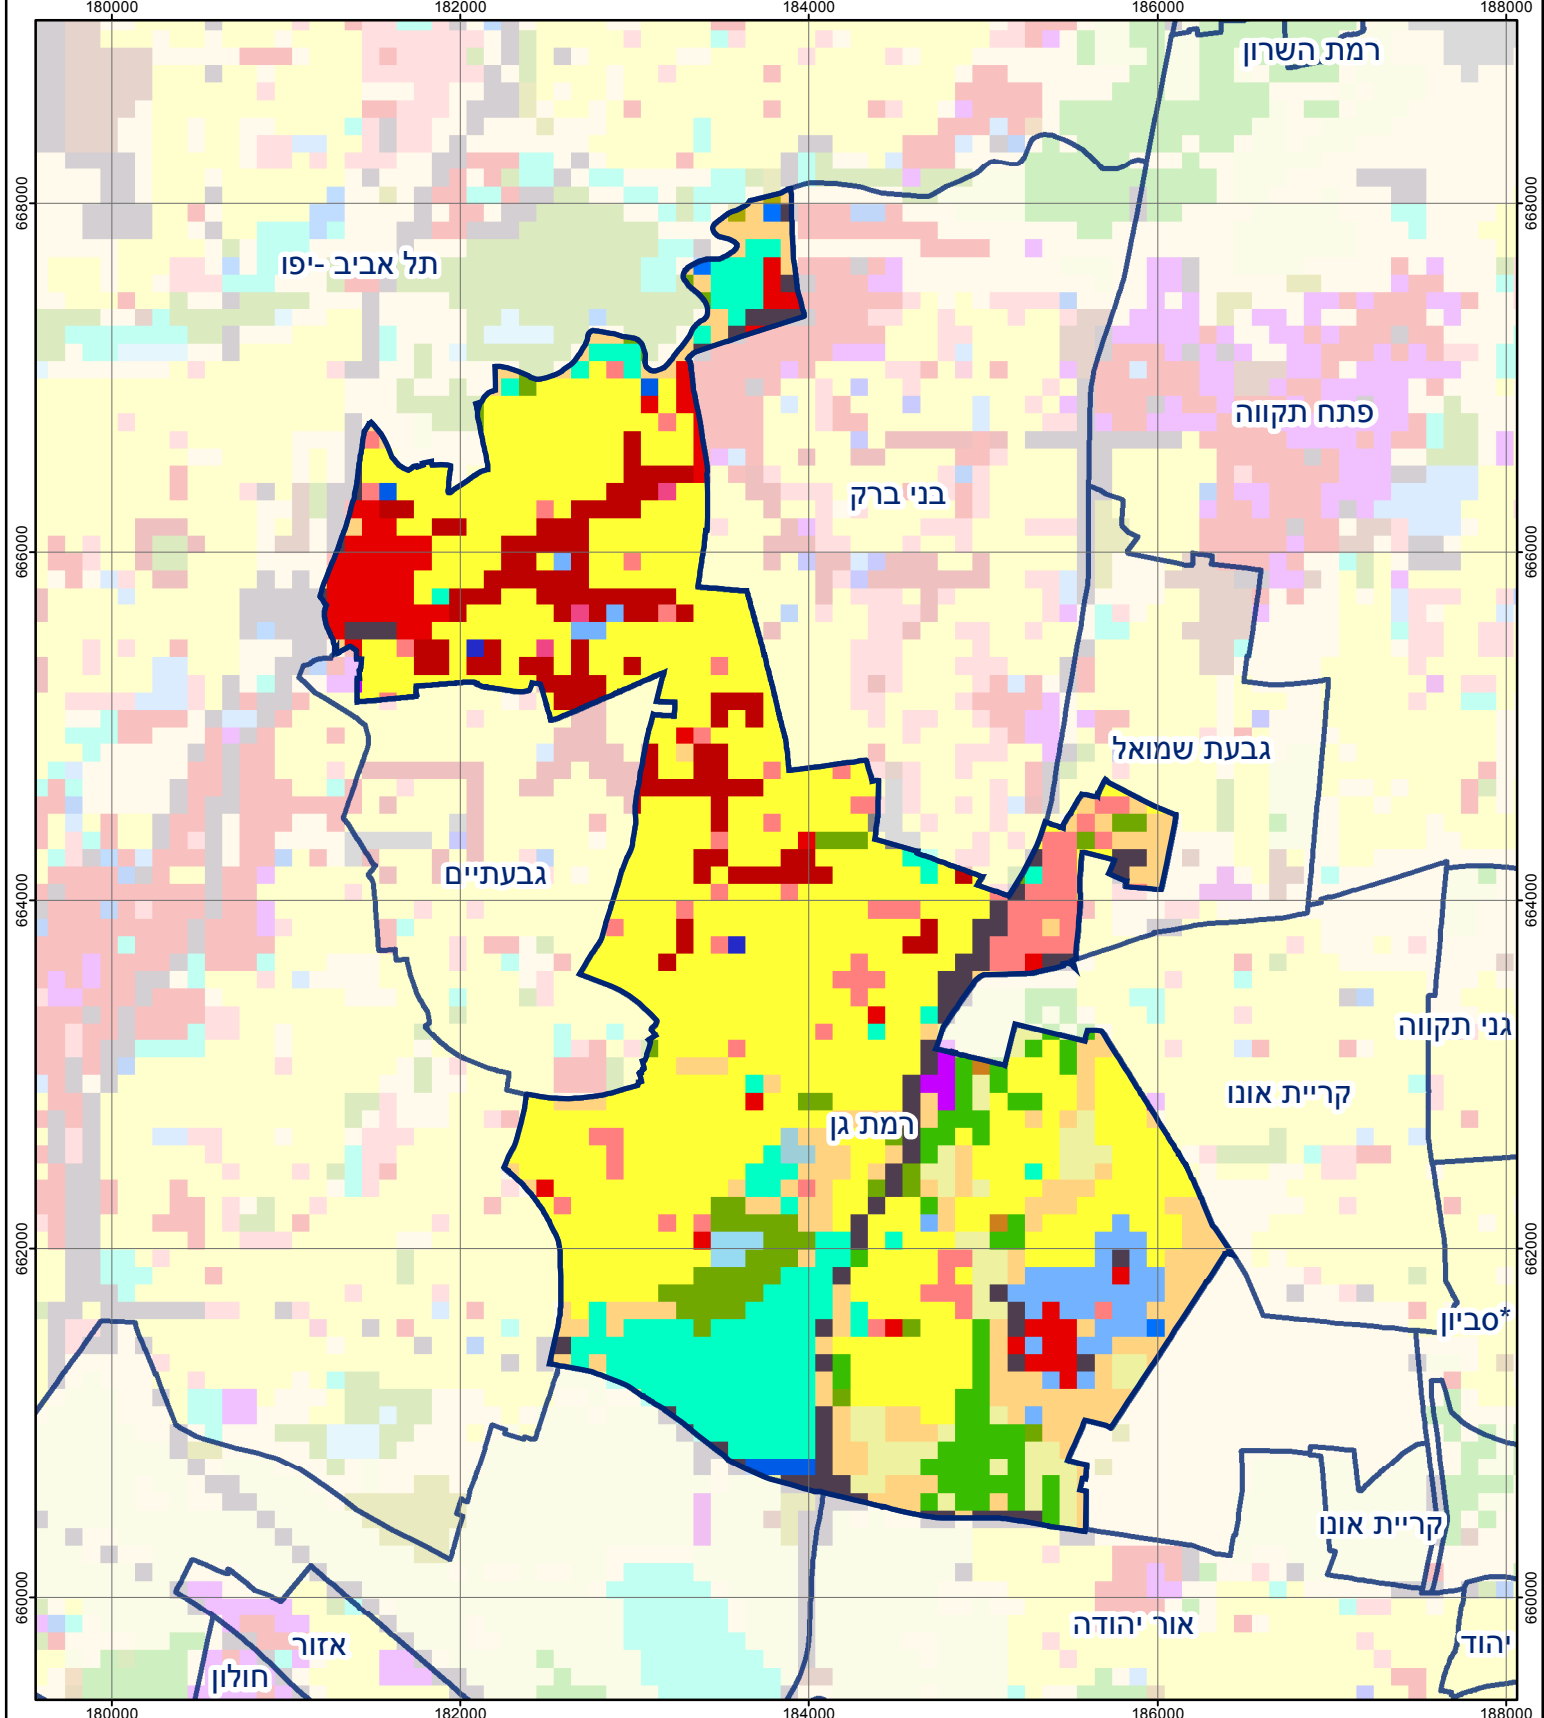 180000 182000 184000 186000 188000
רמת השרון
668000 668000
תל אביב -יפו
פתח תקווה
בני ברק
666000 666000
גבעת שמואל
גבעתיים
664000 664000
גני תקווה
קריית אונו
רמת גן
662000 662000
סביון*
קריית אונו
660000 660000
אור יהודה
אזור
יהוד
חולון
180000 182000 184000 186000 188000